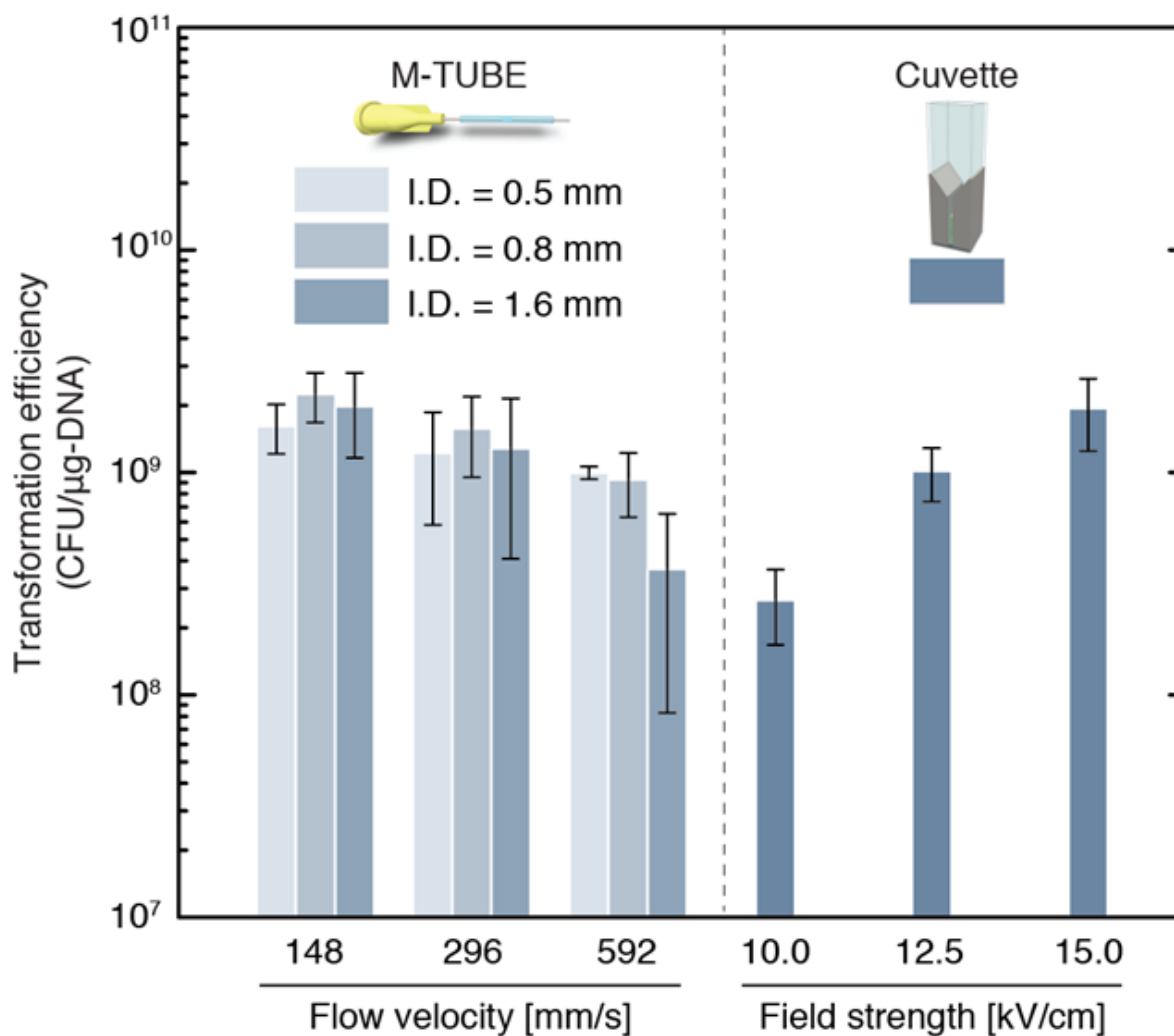 10¹¹
10¹⁰
10⁹
10⁸
10⁷
Transformation efficiency
(CFU/µg-DNA)
M-TUBE
I.D. = 0.5 mm
I.D. = 0.8 mm
I.D. = 1.6 mm
Cuvette
148 296 592 10.0 12.5 15.0
Flow velocity [mm/s] Field strength [kV/cm]